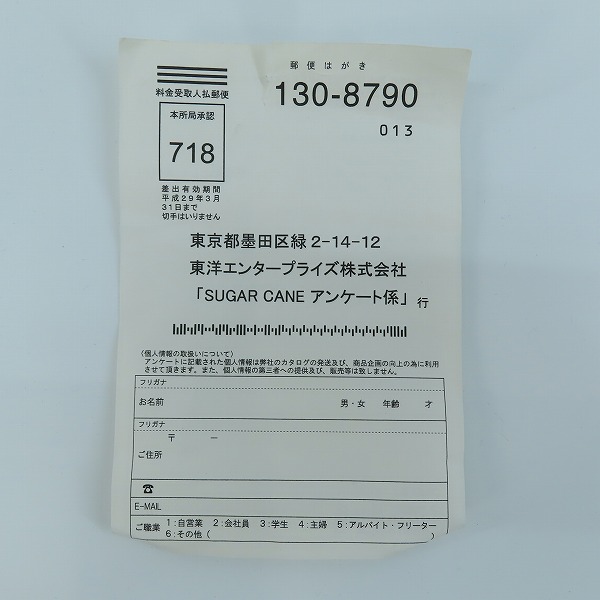 郵便はがき
130-8790
013
料金受取人払郵便
本所局承認
718
差出有効期間
平成29年3月
31日まで
切手はいりません
東京都墨田区緑2-14-12
東洋エンタープライズ株式会社
「SUGAR CANE アンケート係」行
(個人情報の取扱いについて)
アンケートに記載された個人情報は弊社のカタログの発送及び、商品企画の向上の為に利用
させて頂きます。また、個人情報の第三者への提供及び、販売等は致しません。
フリガナ
お名前 男・女 年齢 才
フリガナ
〒 －
ご住所
☎
E-MAIL
ご職業 1:自営業 2:会社員 3:学生 4:主婦 5:アルバイト・フリーター
6:その他( )